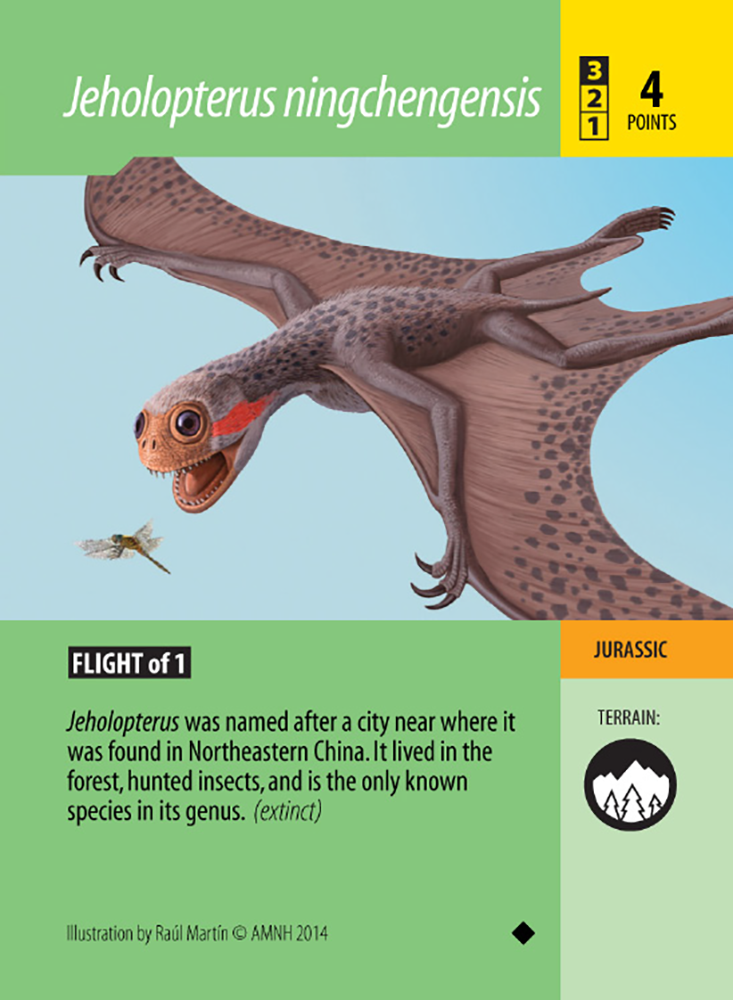 Jeholopterus ningchengensis
3
2
1
4
POINTS
FLIGHT of 1
Jeholopterus was named after a city near where it
was found in Northeastern China. It lived in the
forest, hunted insects, and is the only known
species in its genus. (extinct)
Illustration by Raúl Martín © AMNH 2014
JURASSIC
TERRAIN: